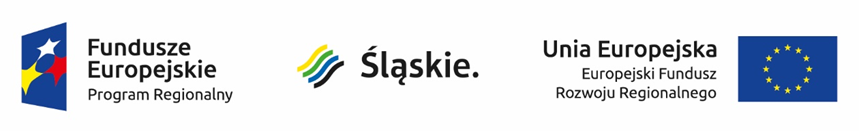 Fundusze
Europejskie
Program Regionalny
Śląskie.
Unia Europejska
Europejski Fundusz
Rozwoju Regionalnego